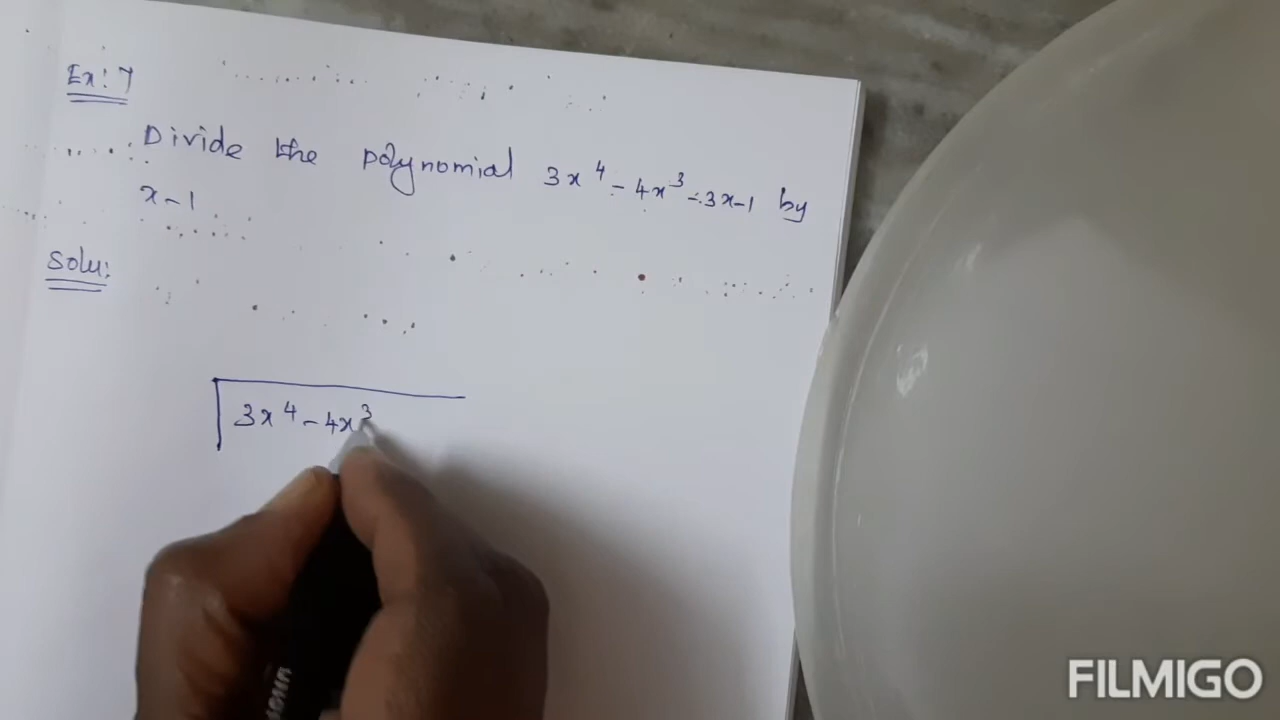 Ex: 7
Divide the polynomial 3x⁴ - 4x³ - 3x - 1 by
x - 1
Solu:
3x⁴ - 4x³
FILMIGO